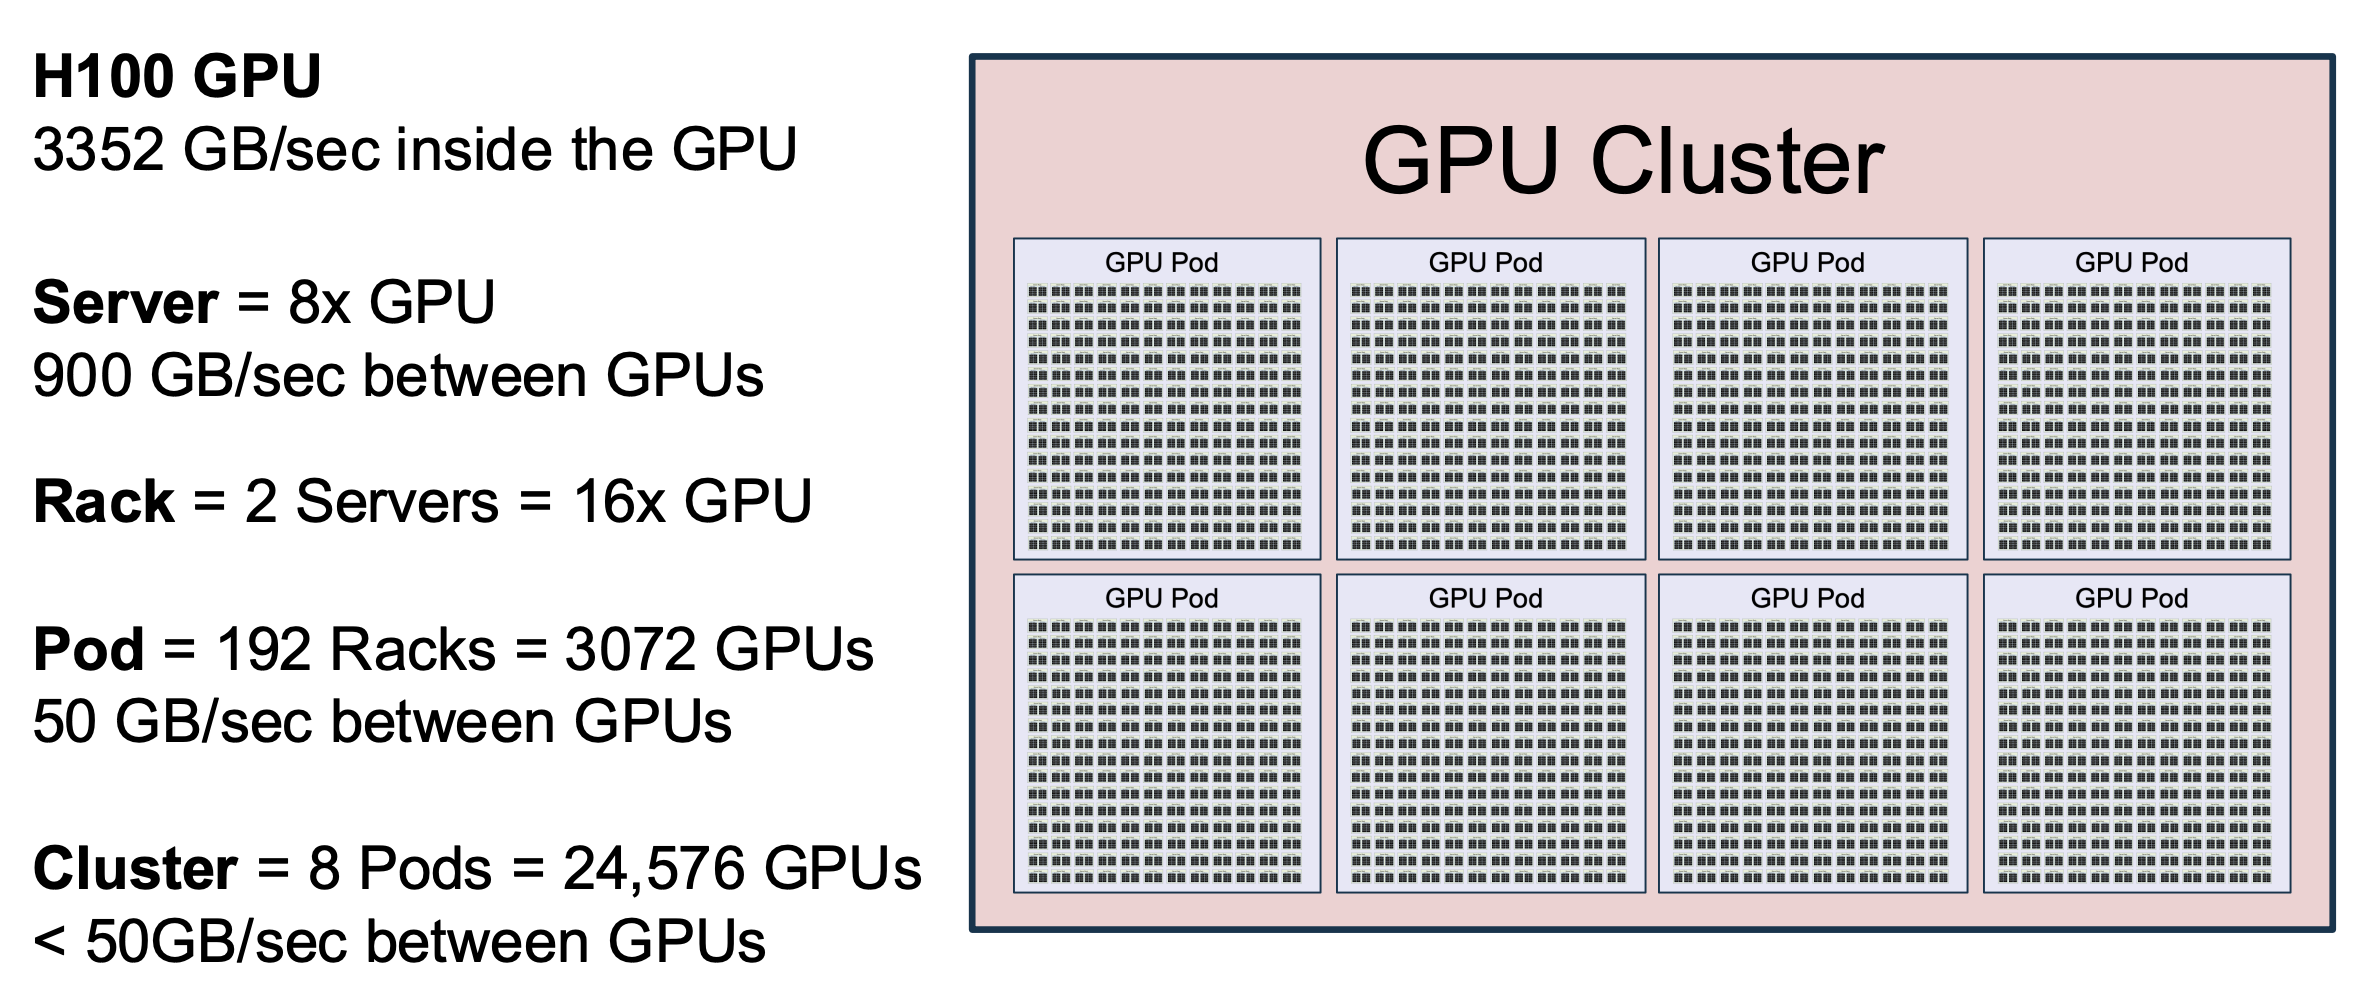 H100 GPU
3352 GB/sec inside the GPU
Server = 8x GPU
900 GB/sec between GPUs
Rack = 2 Servers = 16x GPU
Pod = 192 Racks = 3072 GPUs
50 GB/sec between GPUs
Cluster = 8 Pods = 24,576 GPUs
< 50GB/sec between GPUs
GPU Cluster
GPU Pod
GPU Pod
GPU Pod
GPU Pod
GPU Pod
GPU Pod
GPU Pod
GPU Pod